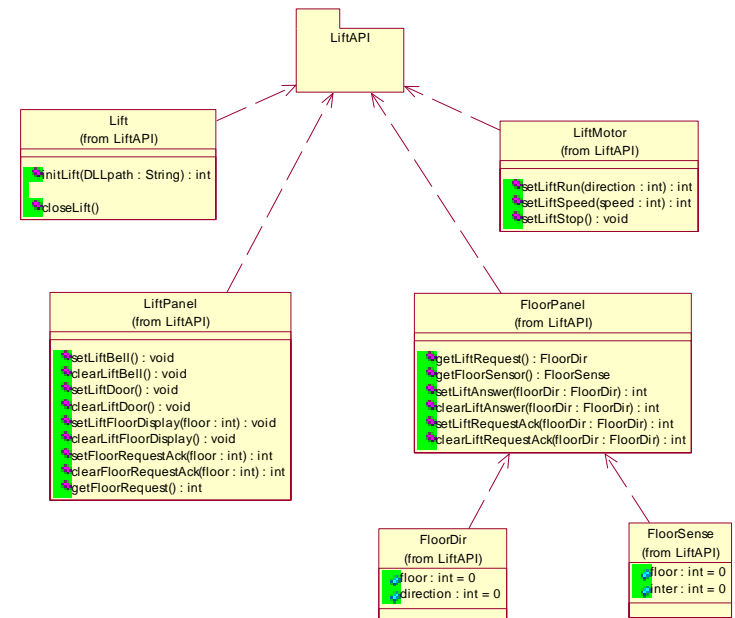 LiftAPI
Lift
(from LiftAPI)
initLift(DLLpath : String) : int
closeLift()
LiftMotor
(from LiftAPI)
setLiftRun(direction : int) : int
setLiftSpeed(speed : int) : int
setLiftStop() : void
LiftPanel
(from LiftAPI)
setLiftBell() : void
clearLiftBell() : void
setLiftDoor() : void
clearLiftDoor() : void
setLiftFloorDisplay(floor : int) : void
clearLiftFloorDisplay() : void
setFloorRequestAck(floor : int) : int
clearFloorRequestAck(floor : int) : int
getFloorRequest() : int
FloorPanel
(from LiftAPI)
getLiftRequest() : FloorDir
getFloorSensor() : FloorSense
setLiftAnswer(floorDir : FloorDir) : int
clearLiftAnswer(floorDir : FloorDir) : int
setLiftRequestAck(floorDir : FloorDir) : int
clearLiftRequestAck(floorDir : FloorDir) : int
FloorDir
(from LiftAPI)
floor : int = 0
direction : int = 0
FloorSense
(from LiftAPI)
floor : int = 0
inter : int = 0